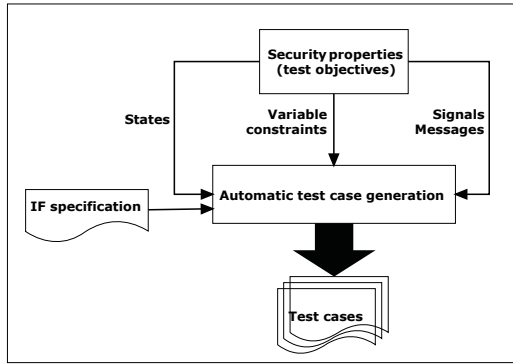 Security properties
(test objectives)
States
Variable
constraints
Signals
Messages
IF specification
Automatic test case generation
Test cases